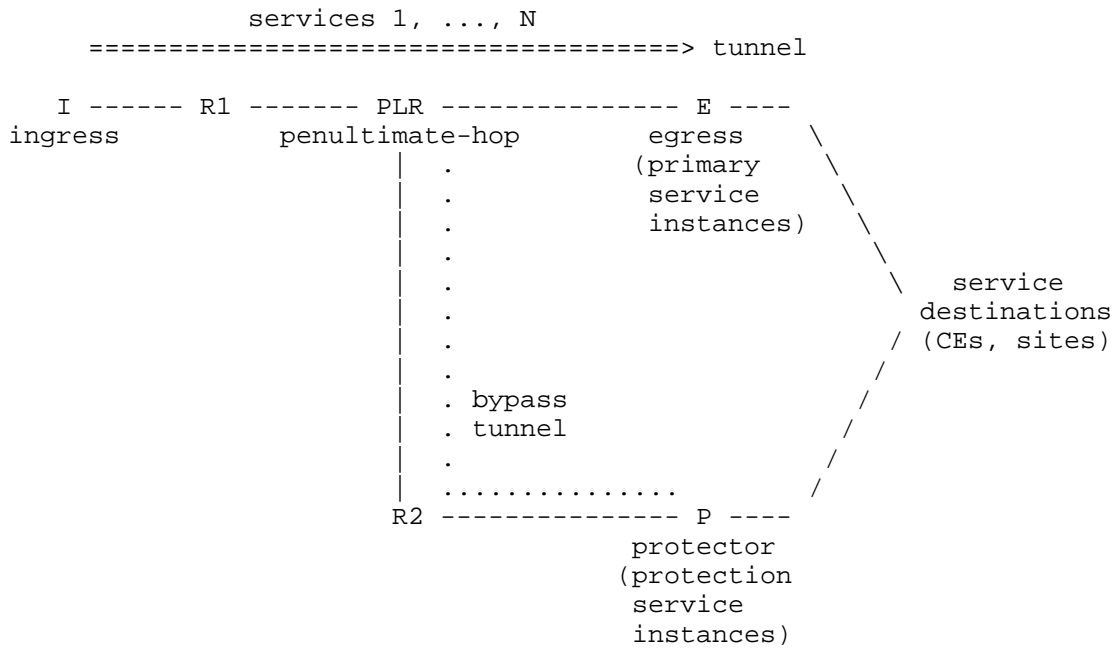 services 1, ..., N
=====================================> tunnel
I ------ R1 ------- PLR --------------- E ----
ingress penultimate-hop egress
(primary
service
instances)
service
destinations
(CEs, sites)
. bypass
. tunnel
R2 --------------- P ----
protector
(protection
service
instances)